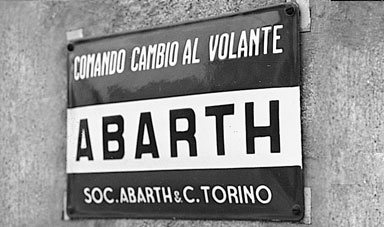 COMANDO CAMBIO AL VOLANTE
ABARTH
SOC. ABARTH & C. TORINO